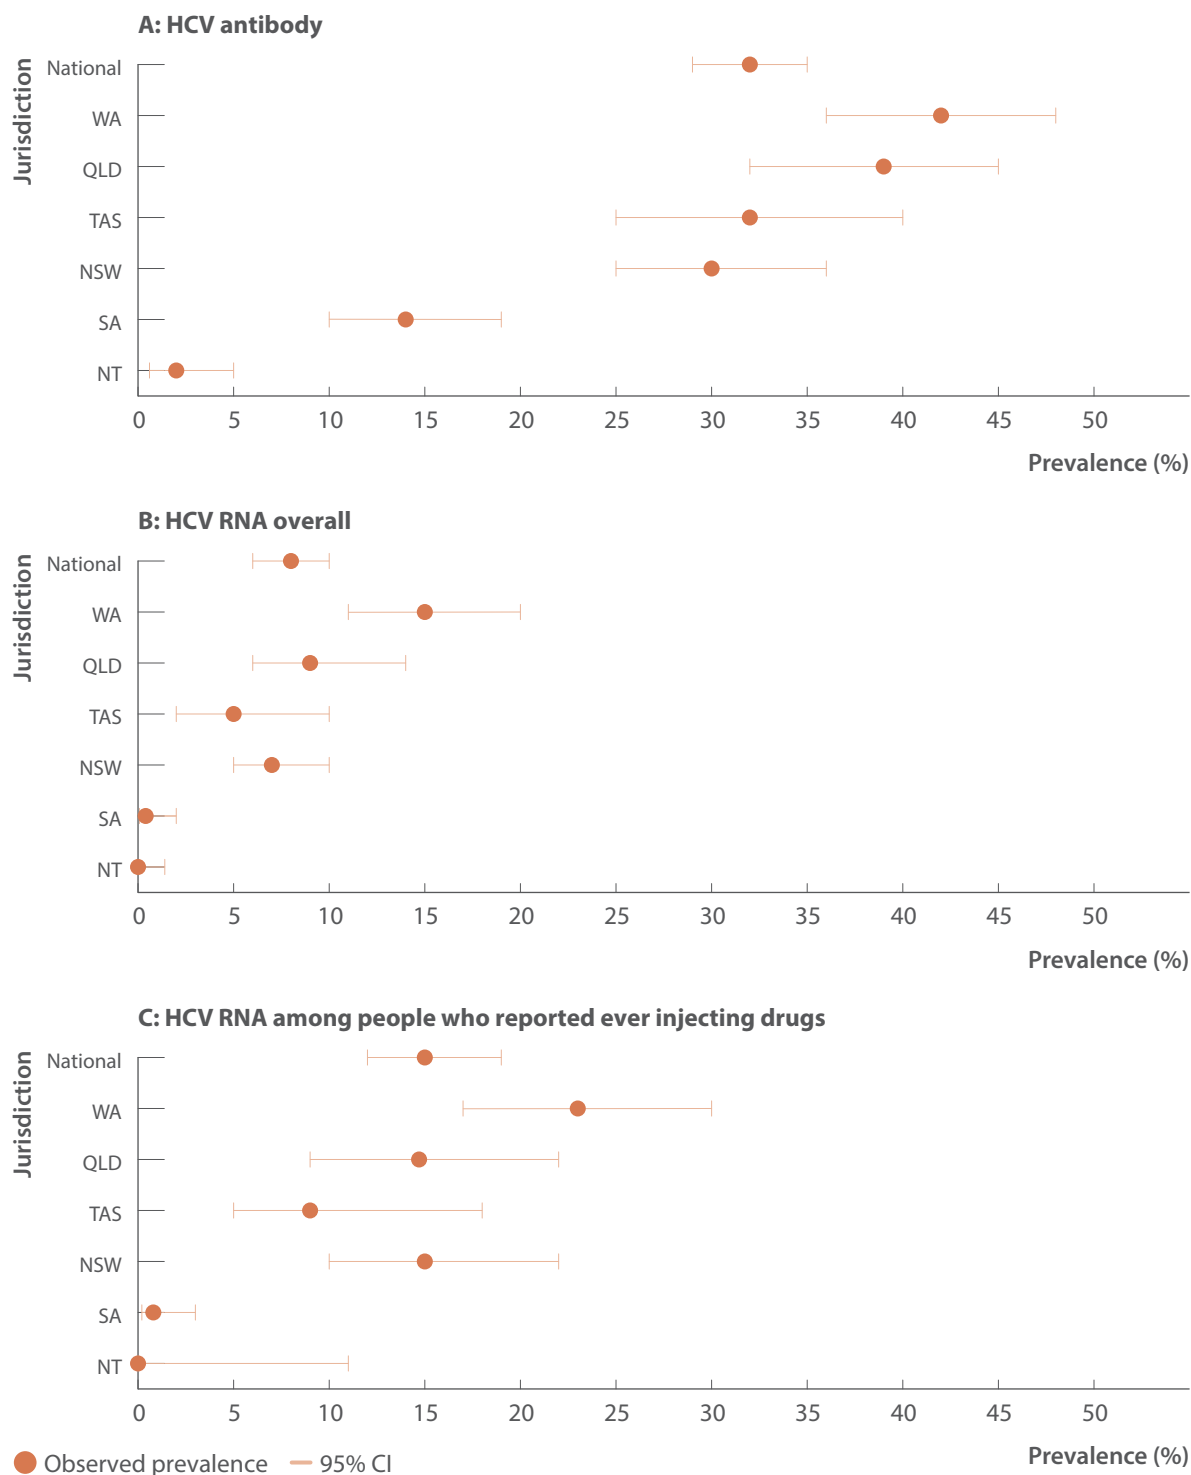 A: HCV antibody
Jurisdiction
National
WA
QLD
TAS
NSW
SA
NT
0 5 10 15 20 25 30 35 40 45 50
Prevalence (%)
B: HCV RNA overall
Jurisdiction
National
WA
QLD
TAS
NSW
SA
NT
0 5 10 15 20 25 30 35 40 45 50
Prevalence (%)
C: HCV RNA among people who reported ever injecting drugs
Jurisdiction
National
WA
QLD
TAS
NSW
SA
NT
0 5 10 15 20 25 30 35 40 45 50
Prevalence (%)
Observed prevalence 95% CI